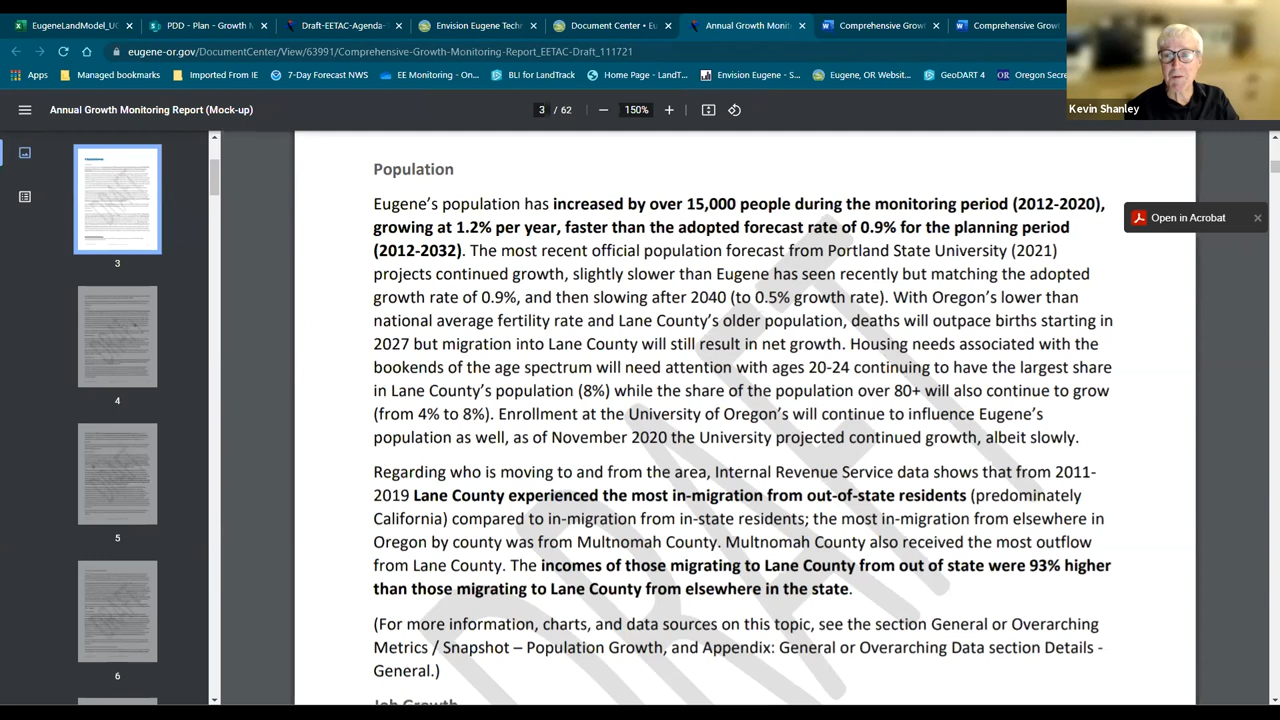 EugeneLandModel_UG
PDD - Plan - Growth M
Draft-EETAC-Agenda-
Envision Eugene Tech
Document Center • Eu
Annual Growth Monito
Comprehensive Growth
Comprehensive Growt
eugene-or.gov/DocumentCenter/View/63991/Comprehensive-Growth-Monitoring-Report_EETAC-Draft_111721
Apps
Managed bookmarks
Imported From IE
7-Day Forecast NWS
EE Monitoring - On...
BLI for LandTrack
Home Page - LandT...
Envision Eugene - S...
Eugene, OR Website...
GeoDART 4
Oregon Secre
Kevin Shanley
Annual Growth Monitoring Report (Mock-up)
3 / 62
150%
Open in Acrobat
3
4
5
6
Population
Eugene's population has increased by over 15,000 people during the monitoring period (2012-2020),
growing at 1.2% per year, faster than the adopted forecast rate of 0.9% for the planning period
(2012-2032). The most recent official population forecast from Portland State University (2021)
projects continued growth, slightly slower than Eugene has seen recently but matching the adopted
growth rate of 0.9%, and then slowing after 2040 (to 0.5% growth rate). With Oregon's lower than
national average fertility rate and Lane County's older population, deaths will outpace births starting in
2027 but migration into Lane County will still result in net growth. Housing needs associated with the
bookends of the age spectrum will need attention with ages 20-24 continuing to have the largest share
in Lane County's population (8%) while the share of the population over 80+ will also continue to grow
(from 4% to 8%). Enrollment at the University of Oregon's will continue to influence Eugene's
population as well, as of November 2020 the University projected continued growth, albeit slowly.
Regarding who is moving to and from the area, Internal Revenue Service data shows that from 2011-
2019 Lane County experienced the most in-migration from out-of-state residents (predominately
California) compared to in-migration from in-state residents; the most in-migration from elsewhere in
Oregon by county was from Multnomah County. Multnomah County also received the most outflow
from Lane County. The incomes of those migrating to Lane County from out of state were 93% higher
than those migrating to Lane County from elsewhere in the state.
(For more information, charts, and data sources on this topic, see the section General or Overarching
Metrics / Snapshot – Population Growth, and Appendix: General or Overarching Data section Details -
General.)
Job Growth
DRAFT